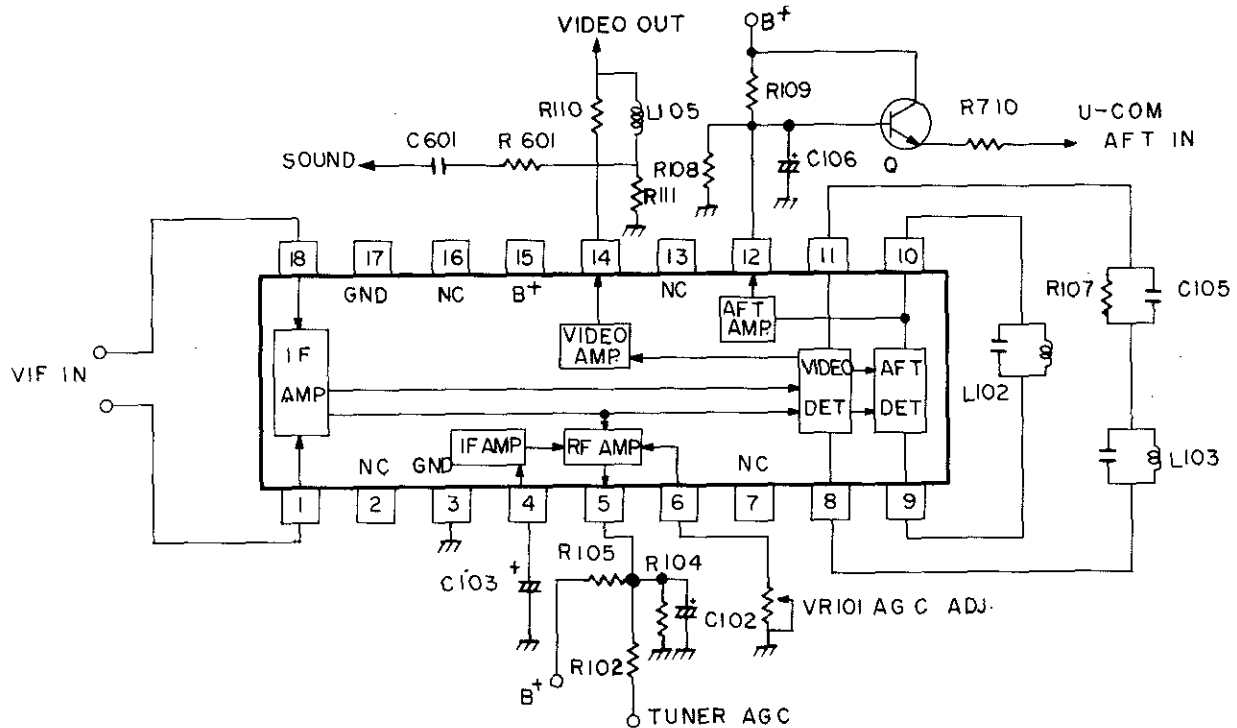 VIDEO OUT
B+
R110
L105
R109
R710
U-COM
AFT IN
C601
R 601
SOUND
R108
C106
Q
R111
18
17
16
15
14
13
12
11
10
GND
NC
B+
NC
R107
C105
VIF IN
IF
AMP
VIDEO
AMP
AFT
AMP
VIDEO
DET
AFT
DET
L102
L103
IF AMP
RF AMP
NC
GND
NC
1
2
3
4
5
6
7
8
9
C103
R105
R104
C102
VR101 AGC ADJ.
R102
B+
TUNER AGC